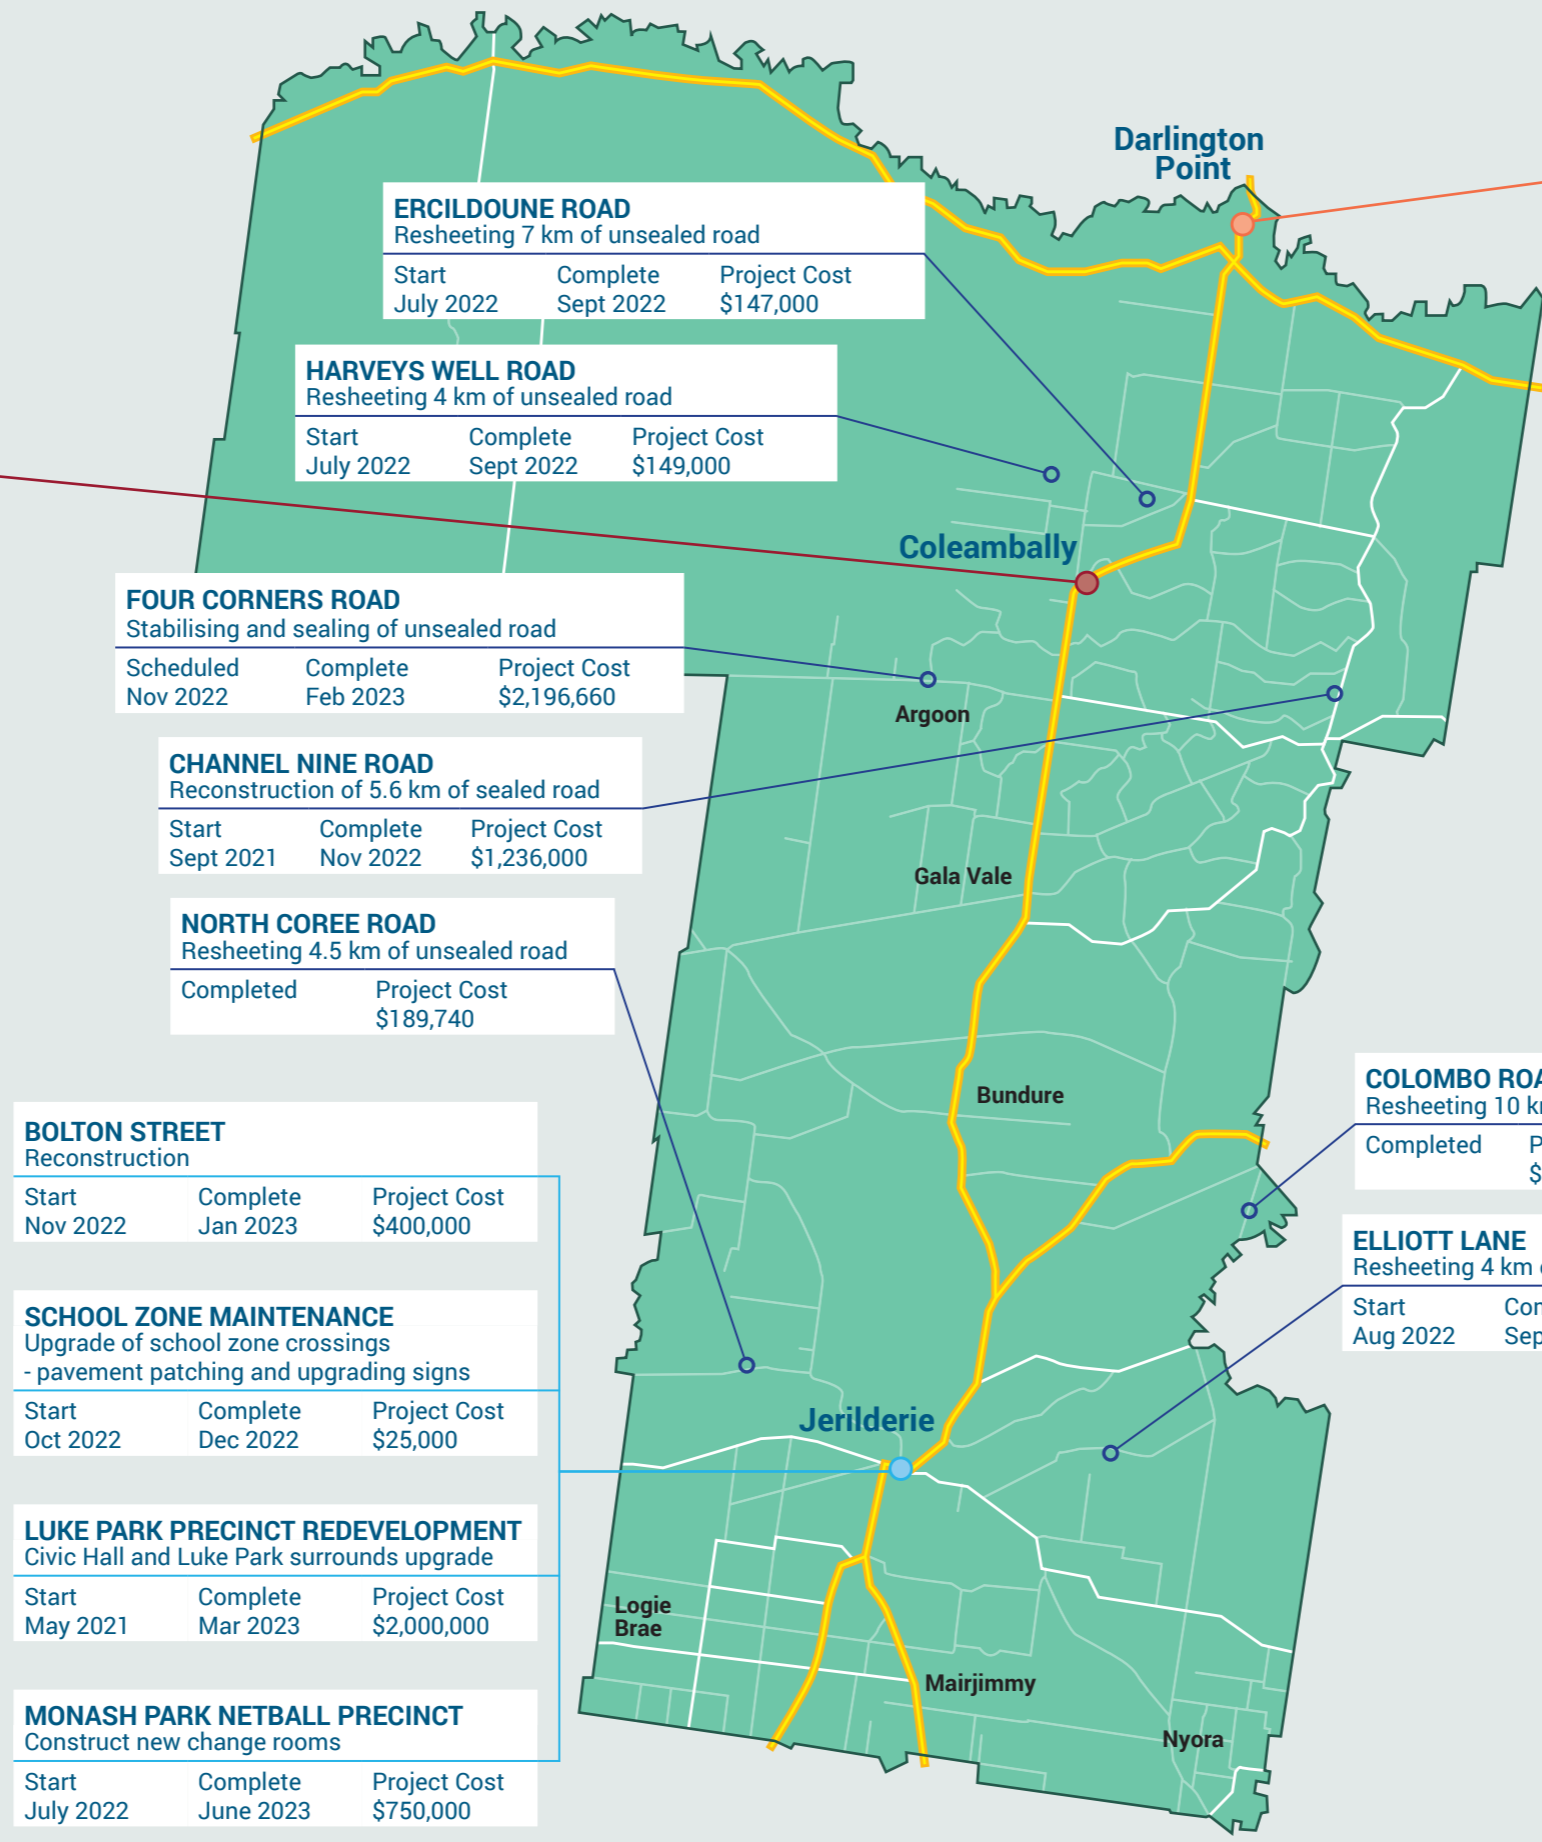 Darlington
Point
ERCILDOUNE ROAD
Resheeting 7 km of unsealed road
Start Complete Project Cost
July 2022 Sept 2022 $147,000
HARVEYS WELL ROAD
Resheeting 4 km of unsealed road
Start Complete Project Cost
July 2022 Sept 2022 $149,000
Coleambally
FOUR CORNERS ROAD
Stabilising and sealing of unsealed road
Scheduled Complete Project Cost
Nov 2022 Feb 2023 $2,196,660
Argoon
CHANNEL NINE ROAD
Reconstruction of 5.6 km of sealed road
Start Complete Project Cost
Sept 2021 Nov 2022 $1,236,000
Gala Vale
NORTH COREE ROAD
Resheeting 4.5 km of unsealed road
Completed Project Cost
$189,740
Bundure
COLOMBO
Resheeting 10
Completed
$
BOLTON STREET
Reconstruction
Start Complete Project Cost
Nov 2022 Jan 2023 $400,000
ELLIOTT LANE
Resheeting 4 km
Start
Aug 2022
SCHOOL ZONE MAINTENANCE
Upgrade of school zone crossings
- pavement patching and upgrading signs
Start Complete Project Cost
Oct 2022 Dec 2022 $25,000
Jerilderie
LUKE PARK PRECINCT REDEVELOPMENT
Civic Hall and Luke Park surrounds upgrade
Start Complete Project Cost
May 2021 Mar 2023 $2,000,000
Logie
Brae
Mairjimmy
MONASH PARK NETBALL PRECINCT
Construct new change rooms
Start Complete Project Cost
July 2022 June 2023 $750,000
Nyora